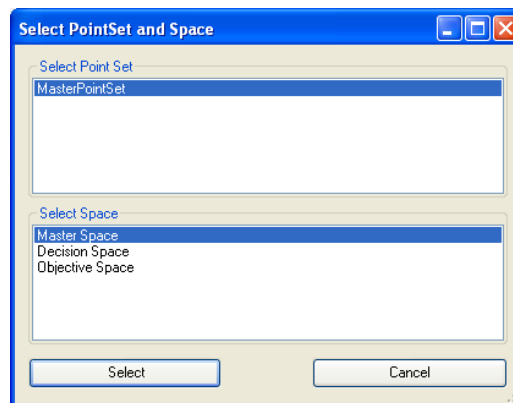 Select PointSet and Space
Select Point Set
MasterPointSet
Select Space
Master Space
Decision Space
Objective Space
Select
Cancel